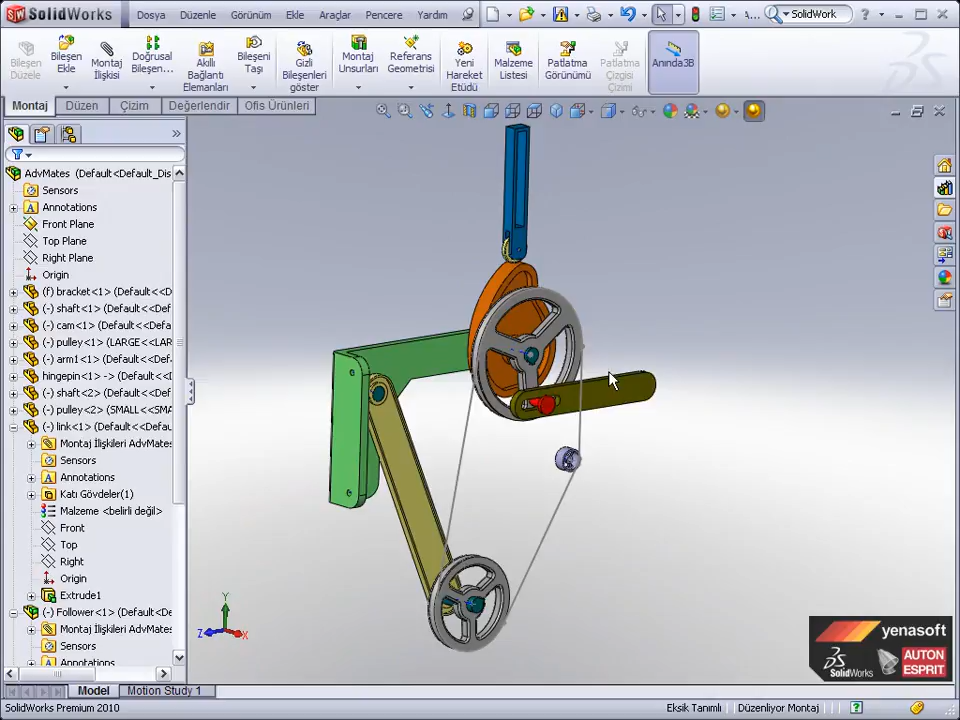 SolidWorks Dosya Düzenle Görünüm Ekle Araçlar Pencere Yardım ... SolidWork ?
Bileşen Düzele
Bileşen Ekle
Montaj İlişkisi
Doğrusal Bileşen...
Akıllı Bağlantı Elemanları
Bileşeni Taşı
Gizli Bileşenleri göster
Montaj Unsurları
Referans Geometrisi
Yeni Hareket Etüdü
Malzeme Listesi
Patlatma Görünümü
Patlatma Çizgisi Çizimi
Anında3B
Montaj Düzen Çizim Değerlendir Ofis Ürünleri
AdvMates (Default<Default_Dis
Sensors
Annotations
Front Plane
Top Plane
Right Plane
Origin
(f) bracket<1> (Default<<Def
(-) shaft<1> (Default<<Def
(-) cam<1> (Default<<Defau
(-) pulley<1> (LARGE<<LAR
(-) arm1<1> (Default<<Def
hingepin<1> -> (Default<<D
(-) shaft<2> (Default<<Def
(-) pulley<2> (SMALL<<SMA
(-) link<1> (Default<<Defau
Montaj İlişkileri AdvMates
Sensors
Annotations
Katı Gövdeler(1)
Malzeme <belirli değil>
Front
Top
Right
Origin
Extrude1
(-) Follower<1> (Default<D
Montaj İlişkileri AdvMates
Sensors
Annotations
Y
Z X
yenasoft
SolidWorks
AUTON
ESPRIT
Model Motion Study 1
SolidWorks Premium 2010 Eksik Tanımlı Düzenliyor Montaj ?